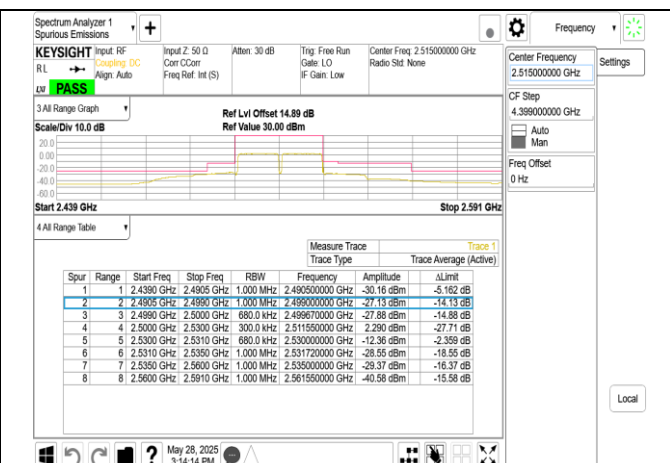 Spectrum Analyzer 1
Spurious Emissions
Frequency
KEYSIGHT Input: RF Input Z: 50 Ω Atten: 30 dB Trig: Free Run Center Freq: 2.515000000 GHz
RL Coupling: DC Corr CCorr Gate: LO Radio Std: None
Align: Auto Freq Ref: Int (S) IF Gain: Low
LXI PASS
Center Frequency
2.515000000 GHz
Settings
CF Step
4.399000000 GHz
Auto
Man
Freq Offset
0 Hz
3 All Range Graph
Ref Lvl Offset 14.89 dB
Scale/Div 10.0 dB Ref Value 30.00 dBm
20.0
0.00
-20.0
-40.0
-60.0
Start 2.439 GHz Stop 2.591 GHz
4 All Range Table
Measure Trace Trace 1
Trace Type Trace Average (Active)
Spur Range Start Freq Stop Freq RBW Frequency Amplitude ΔLimit
1 1 2.4390 GHz 2.4905 GHz 1.000 MHz 2.490500000 GHz -30.16 dBm -5.162 dB
2 2 2.4905 GHz 2.4990 GHz 1.000 MHz 2.499000000 GHz -27.13 dBm -14.13 dB
3 3 2.4990 GHz 2.5000 GHz 680.0 kHz 2.499670000 GHz -27.88 dBm -14.88 dB
4 4 2.5000 GHz 2.5300 GHz 300.0 kHz 2.511550000 GHz 2.290 dBm -27.71 dB
5 5 2.5300 GHz 2.5310 GHz 680.0 kHz 2.530000000 GHz -12.36 dBm -2.359 dB
6 6 2.5310 GHz 2.5350 GHz 1.000 MHz 2.531720000 GHz -28.55 dBm -18.55 dB
7 7 2.5350 GHz 2.5600 GHz 1.000 MHz 2.535000000 GHz -29.37 dBm -16.37 dB
8 8 2.5600 GHz 2.5910 GHz 1.000 MHz 2.561550000 GHz -40.58 dBm -15.58 dB
Local
May 28, 2025
3:14:14 PM